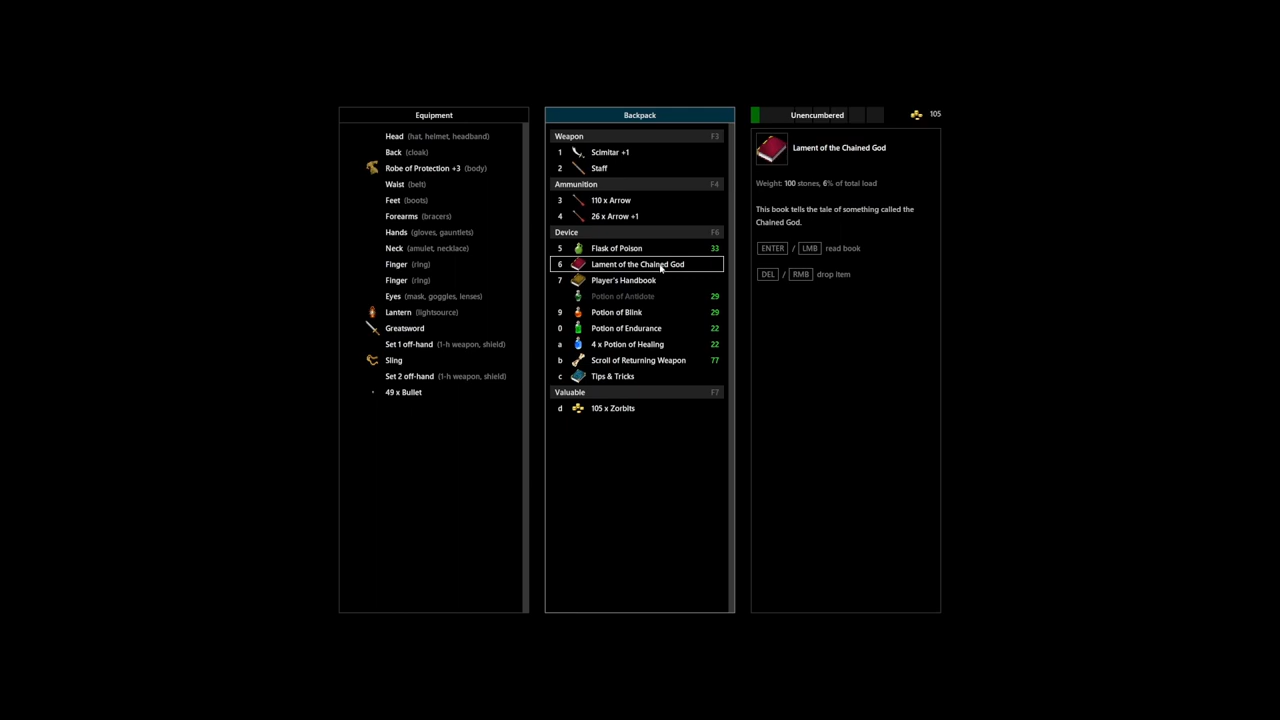 Equipment
Head (hat, helmet, headband)
Back (cloak)
Robe of Protection +3 (body)
Waist (belt)
Feet (boots)
Forearms (bracers)
Hands (gloves, gauntlets)
Neck (amulet, necklace)
Finger (ring)
Finger (ring)
Eyes (mask, goggles, lenses)
Lantern (lightsource)
Greatsword
Set 1 off-hand (1-h weapon, shield)
Sling
Set 2 off-hand (1-h weapon, shield)
49 x Bullet
Backpack
Weapon F3
1 Scimitar +1
2 Staff
Ammunition F4
3 110 x Arrow
4 26 x Arrow +1
Device F6
5 Flask of Poison 33
6 Lament of the Chained God
7 Player's Handbook
Potion of Antidote 29
9 Potion of Blink 29
0 Potion of Endurance 22
a 4 x Potion of Healing 22
b Scroll of Returning Weapon 77
c Tips & Tricks
Valuable F7
d 105 x Zorbits
Unencumbered 105
Lament of the Chained God
Weight: 100 stones, 6% of total load
This book tells the tale of something called the
Chained God.
ENTER / LMB read book
DEL / RMB drop item